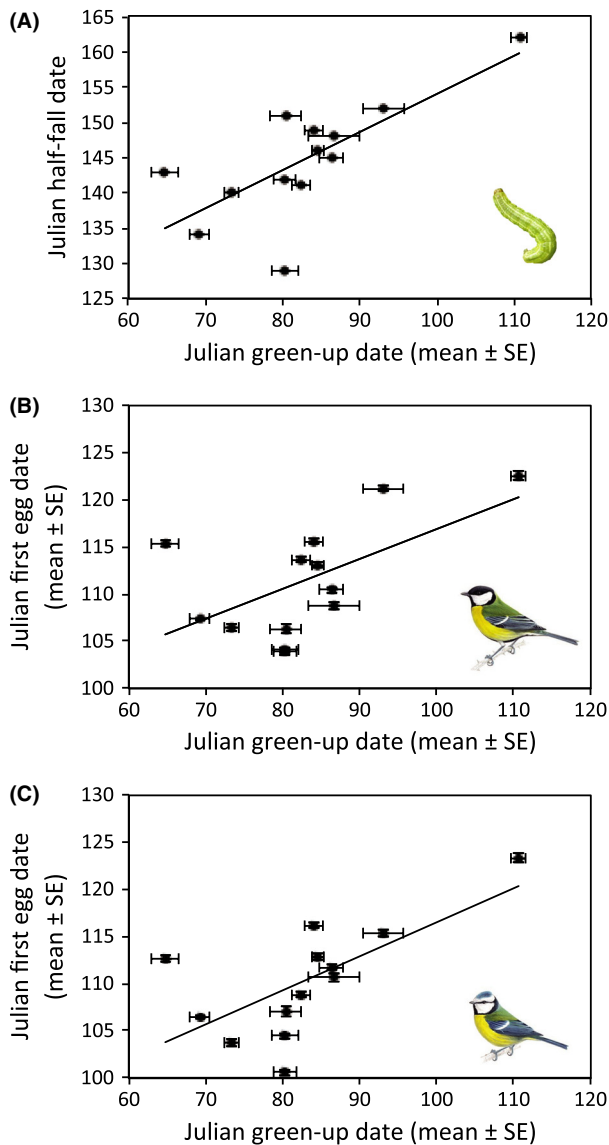 (A)
165
160
155
150
145
140
135
130
125
Julian half-fall date
60 70 80 90 100 110 120
Julian green-up date (mean ± SE)
(B)
130
125
120
115
110
105
100
Julian first egg date
(mean ± SE)
60 70 80 90 100 110 120
Julian green-up date (mean ± SE)
(C)
130
125
120
115
110
105
100
Julian first egg date
(mean ± SE)
60 70 80 90 100 110 120
Julian green-up date (mean ± SE)